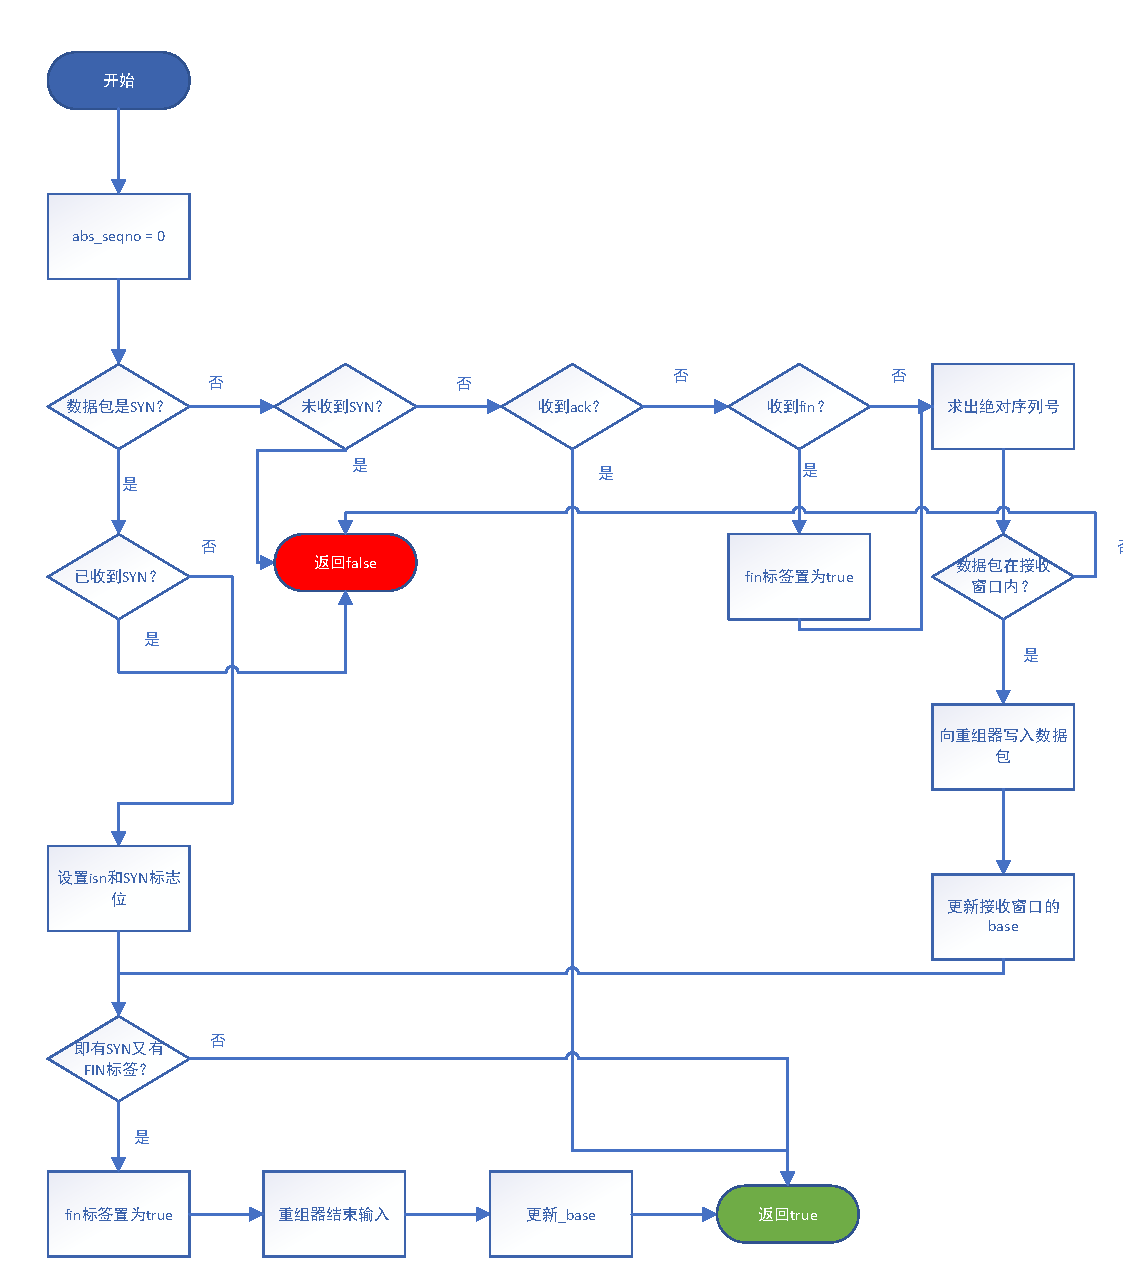 开始
abs_seqno = 0
数据包是SYN?
否
未收到SYN?
否
收到ack?
否
收到fin?
否
求出绝对序列号
是
是
是
是
已收到SYN?
否
返回false
fin标签置为true
数据包在接收
窗口内?
否
是
是
向重组器写入数据
包
设置isn和SYN标志
位
更新接收窗口的
base
即有SYN又有
FIN标签?
否
是
fin标签置为true
重组器结束输入
更新_base
返回true